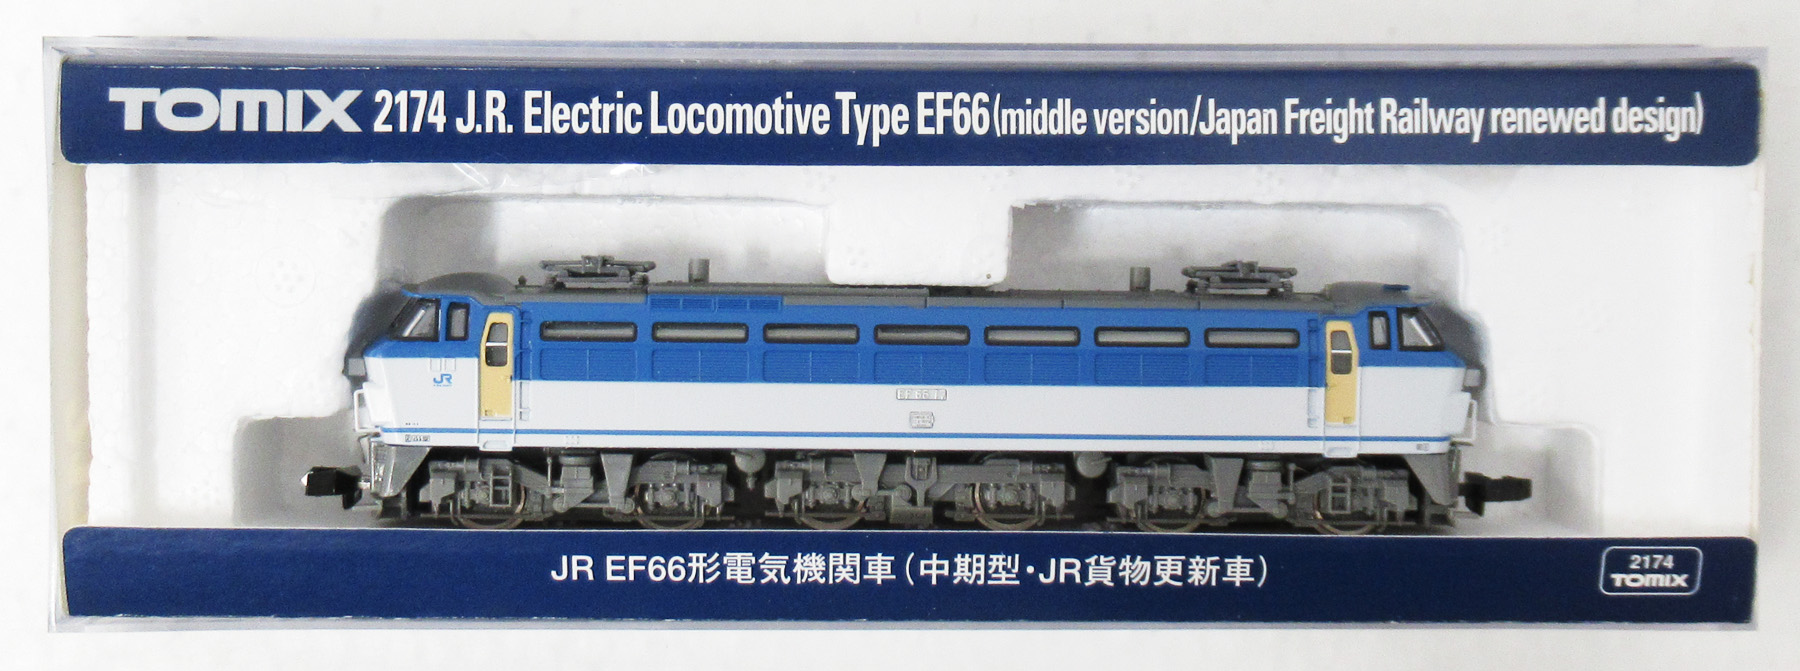 TOMIX 2174 J.R. Electric Locomotive Type EF66 (middle version/Japan Freight Railway renewed design)
JR
JR EF66形電気機関車(中期型・JR貨物更新車)
2174
TOMIX